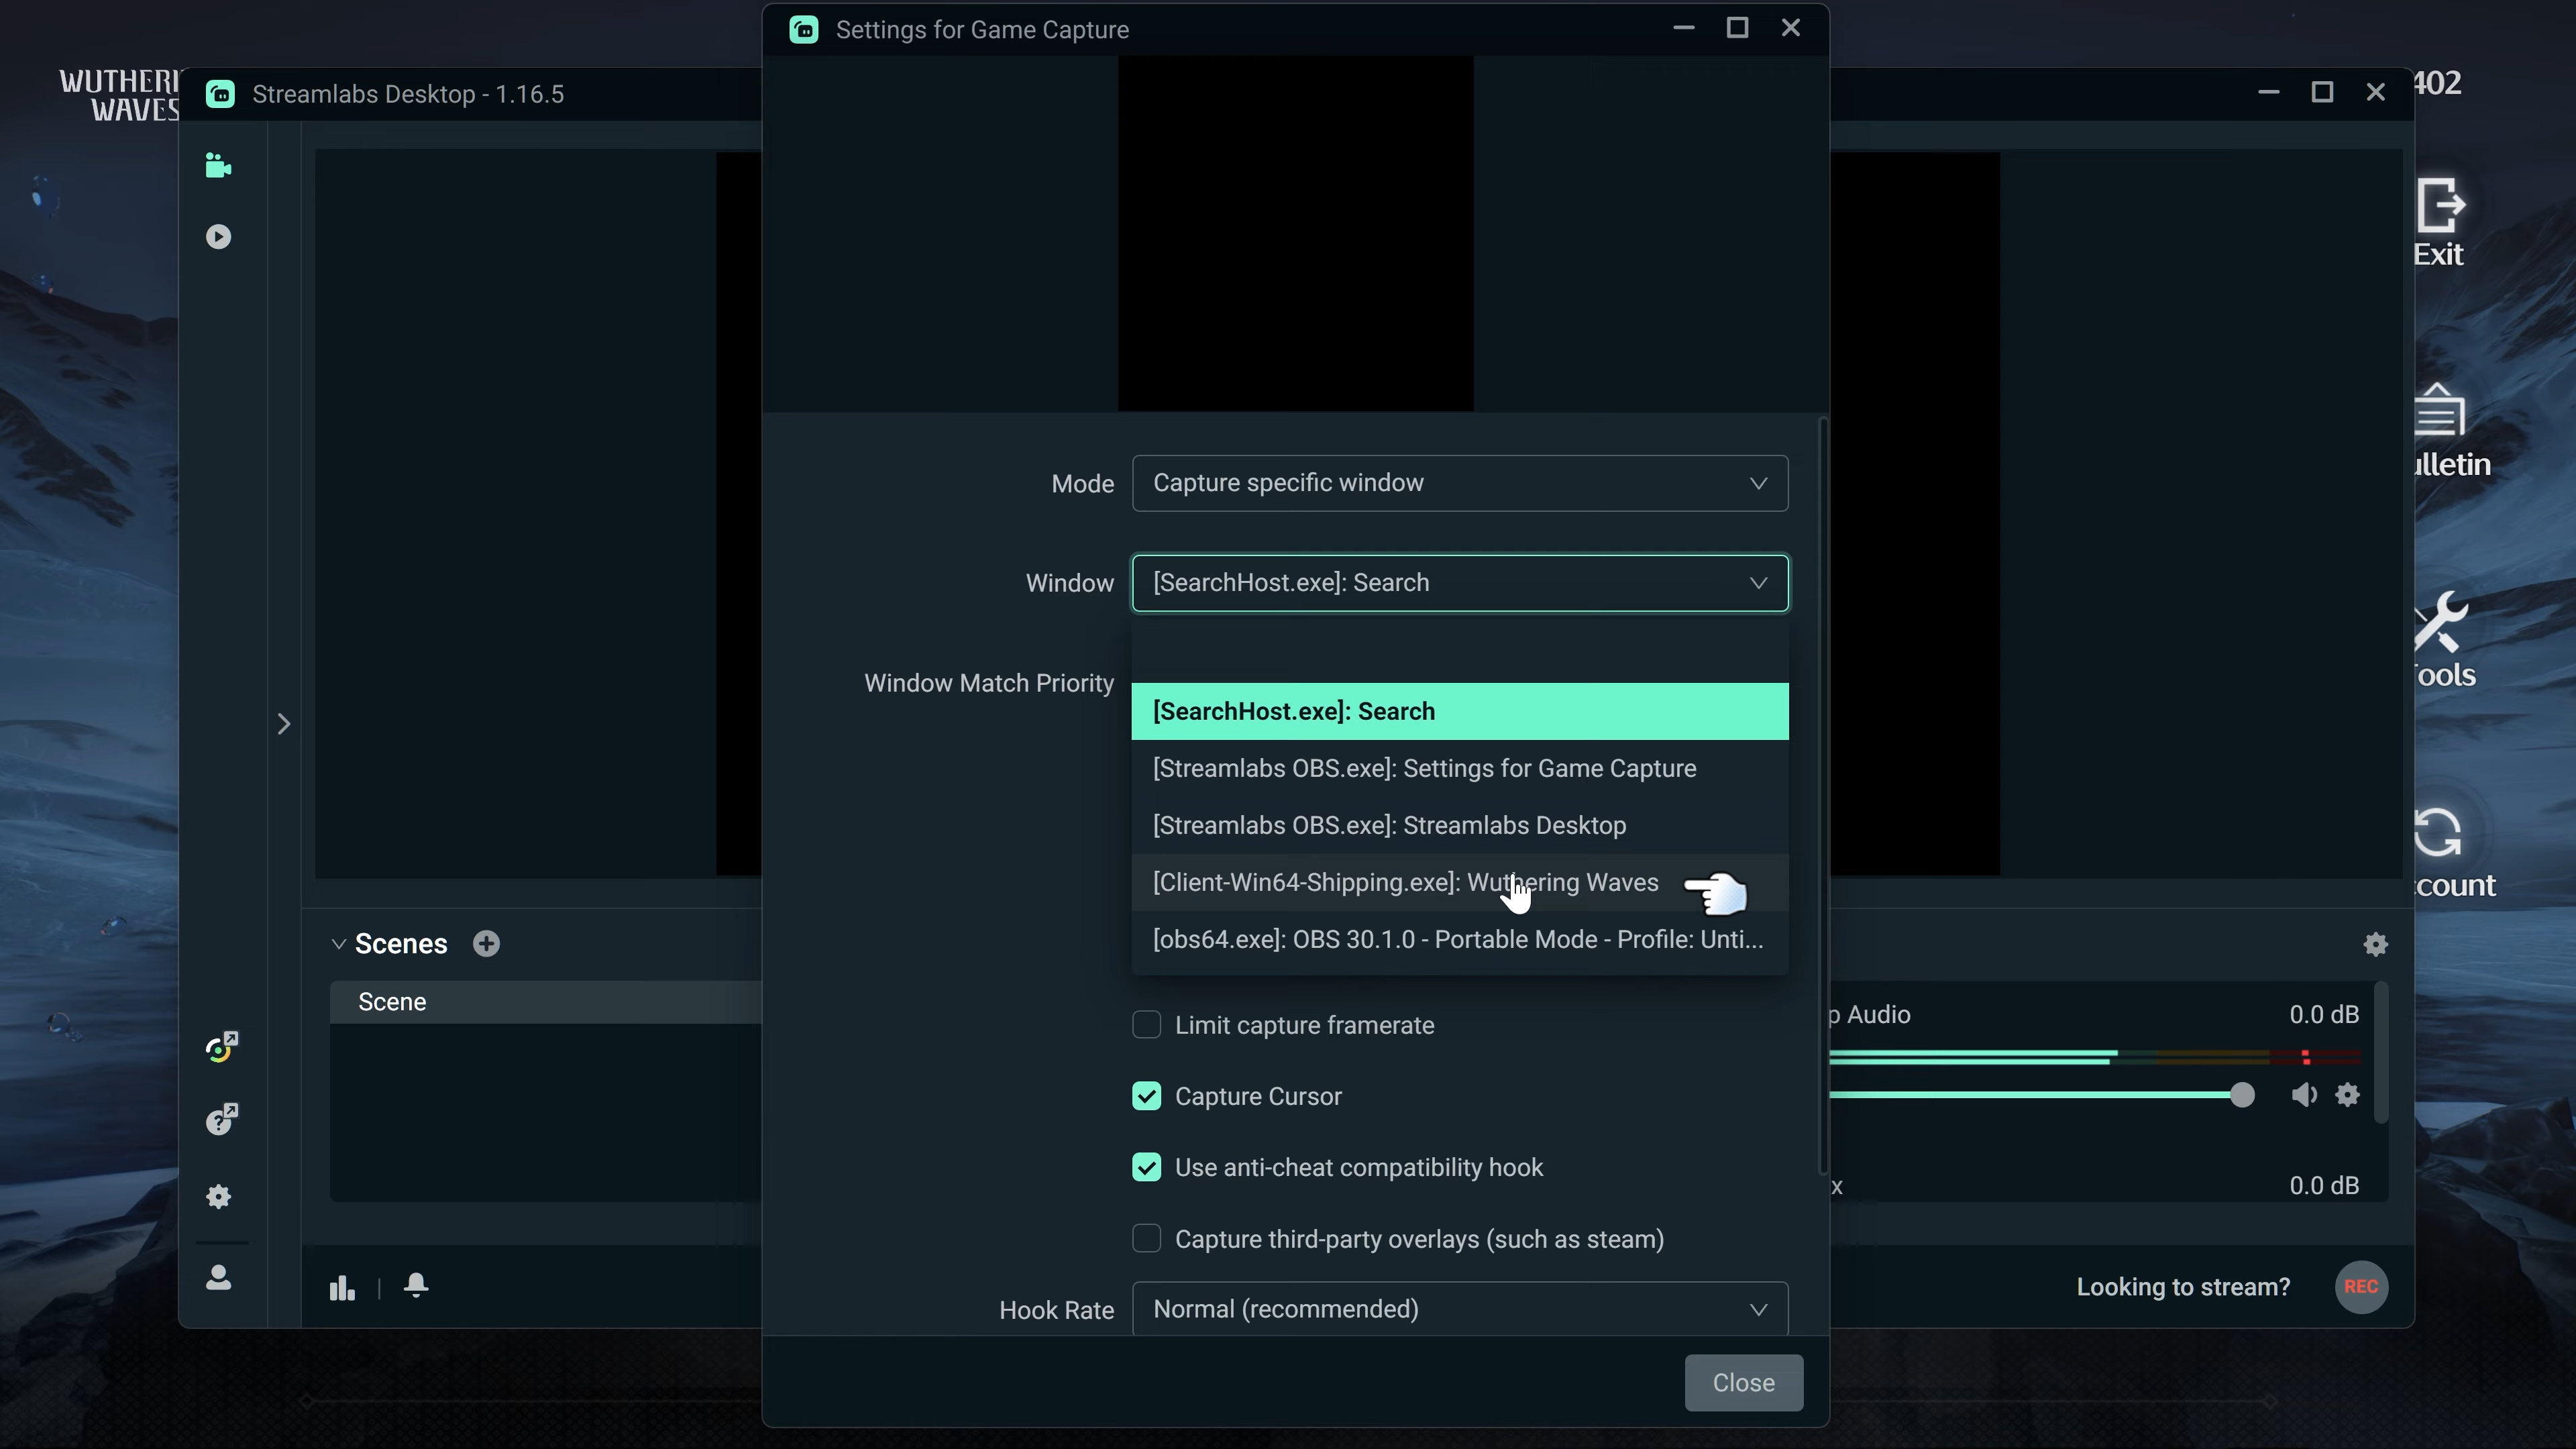 Settings for Game Capture
WUTHERI
WAVES
Streamlabs Desktop - 1.16.5
402
Exit
Mode
Capture specific window
ulletin
Window
[SearchHost.exe]: Search
Window Match Priority
[SearchHost.exe]: Search
ools
[Streamlabs OBS.exe]: Settings for Game Capture
[Streamlabs OBS.exe]: Streamlabs Desktop
[Client-Win64-Shipping.exe]: Wuthering Waves
ccount
[obs64.exe]: OBS 30.1.0 - Portable Mode - Profile: Unti...
Scenes
Scene
Limit capture framerate
p Audio
0.0 dB
Capture Cursor
Use anti-cheat compatibility hook
x
0.0 dB
Capture third-party overlays (such as steam)
Hook Rate
Normal (recommended)
Looking to stream?
REC
Close